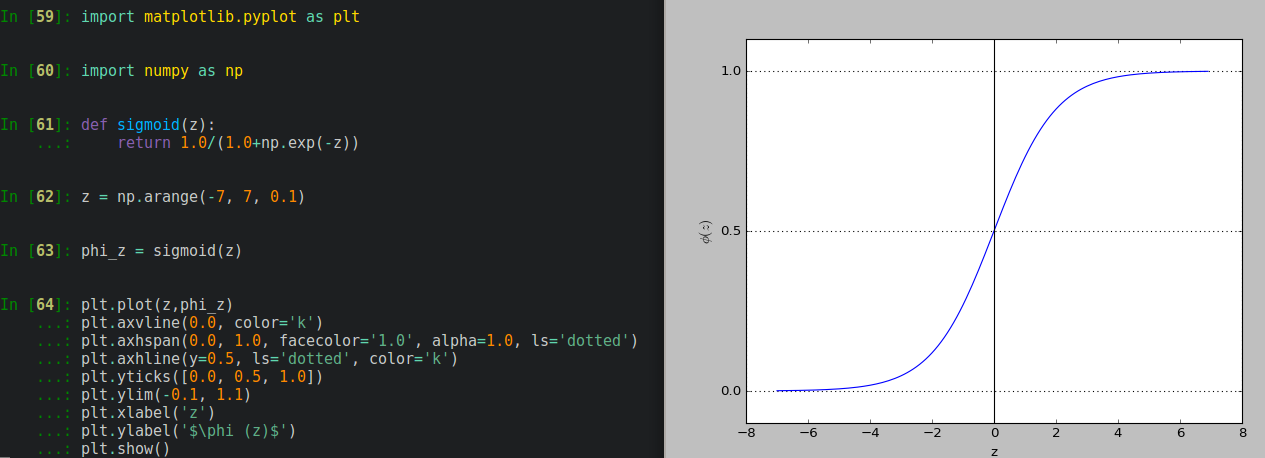 In [59]: import matplotlib.pyplot as plt
In [60]: import numpy as np
In [61]: def sigmoid(z):
...: return 1.0/(1.0+np.exp(-z))
In [62]: z = np.arange(-7, 7, 0.1)
In [63]: phi_z = sigmoid(z)
In [64]: plt.plot(z,phi_z)
...: plt.axvline(0.0, color='k')
...: plt.axhspan(0.0, 1.0, facecolor='1.0', alpha=1.0, ls='dotted')
...: plt.axhline(y=0.5, ls='dotted', color='k')
...: plt.yticks([0.0, 0.5, 1.0])
...: plt.ylim(-0.1, 1.1)
...: plt.xlabel('z')
...: plt.ylabel('$\phi (z)$')
...: plt.show()
1.0
0.5
0.0
ϕ(z)
−8 −6 −4 −2 0 2 4 6 8
z